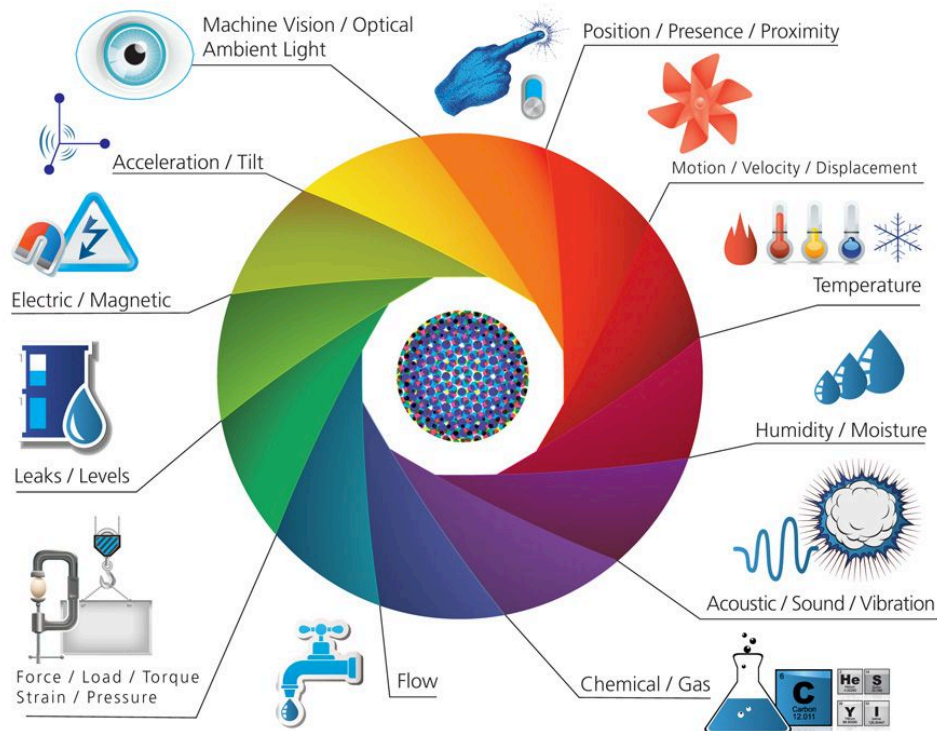 Machine Vision / Optical
Ambient Light
Position / Presence / Proximity
Motion / Velocity / Displacement
Acceleration / Tilt
Electric / Magnetic
Temperature
Leaks / Levels
Humidity / Moisture
Acoustic / Sound / Vibration
Force / Load / Torque
Strain / Pressure
Flow
Chemical / Gas
6
C
Carbon
12.011
He
S
Y
I